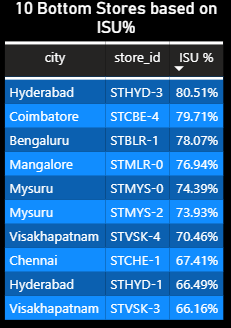 10 Bottom Stores based on
ISU%
city store_id ISU %
Hyderabad STHYD-3 80.51%
Coimbatore STCBE-4 79.71%
Bengaluru STBLR-1 78.07%
Mangalore STMLR-0 76.94%
Mysuru STMYS-0 74.39%
Mysuru STMYS-2 73.93%
Visakhapatnam STVSK-4 70.46%
Chennai STCHE-1 67.41%
Hyderabad STHYD-1 66.49%
Visakhapatnam STVSK-3 66.16%